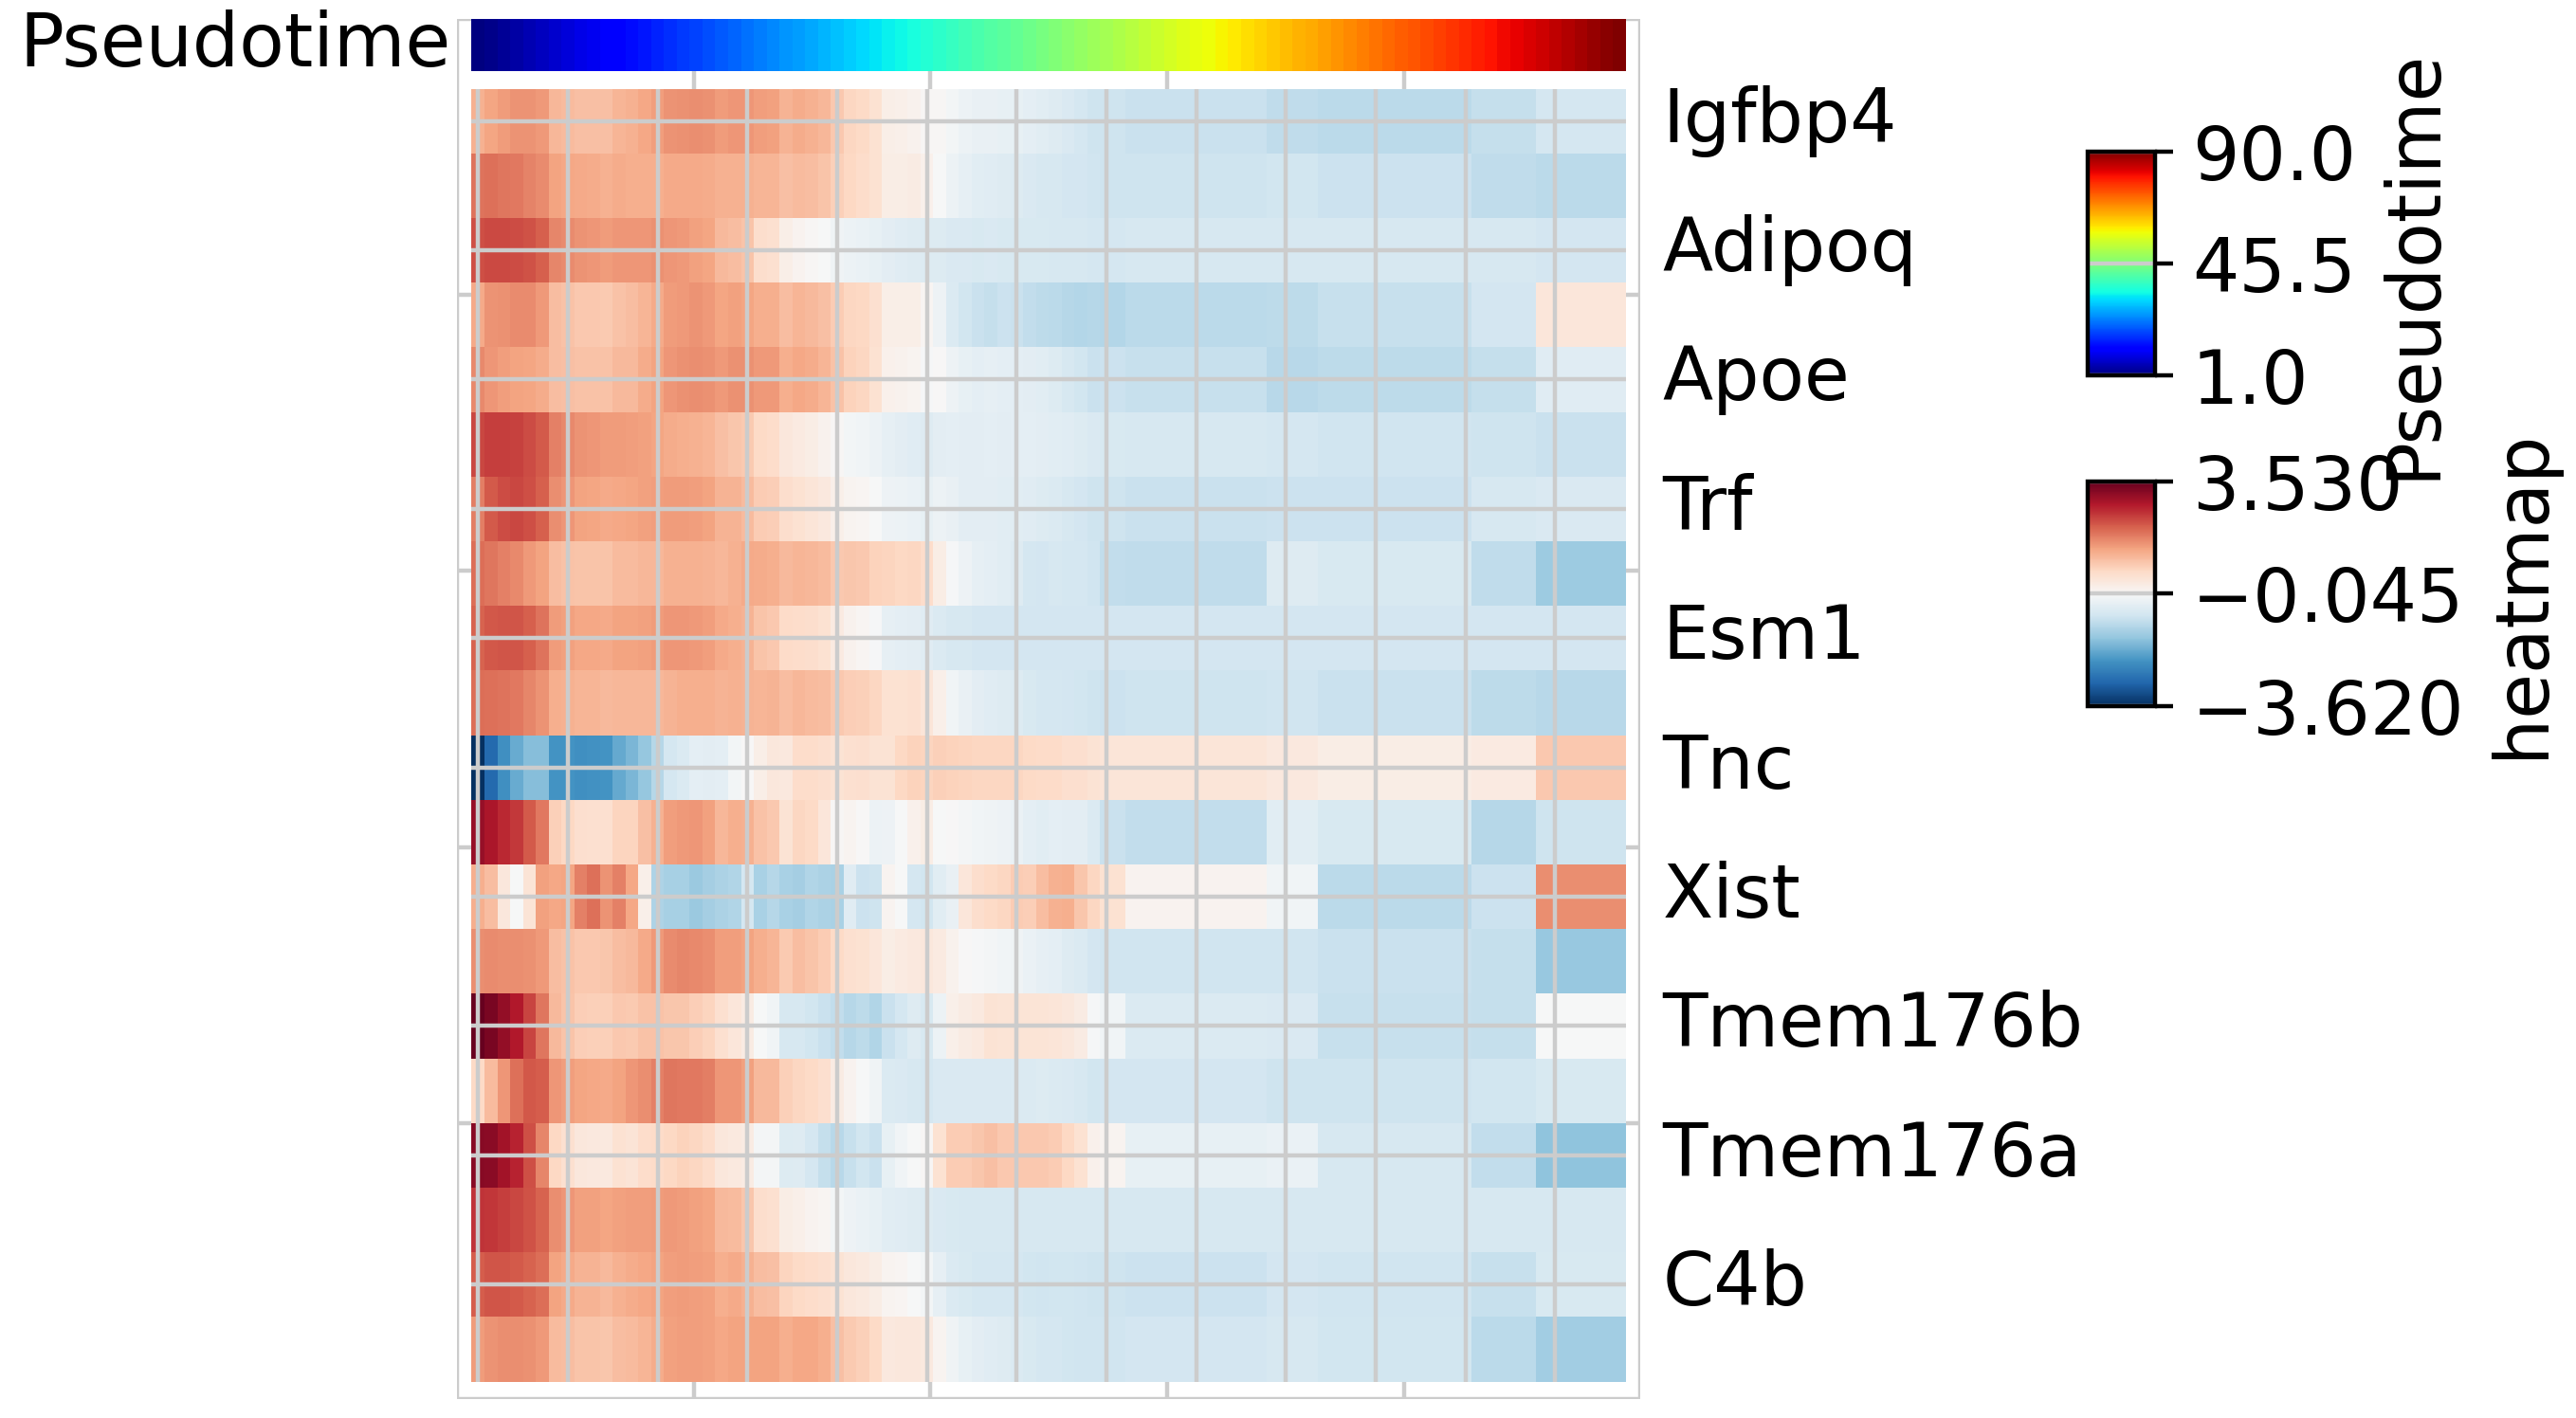 Pseudotime
Igfbp4
Adipoq
Apoe
Trf
Esm1
Tnc
Xist
Tmem176b
Tmem176a
C4b
90.0
45.5
1.0
Pseudotime
3.530
−0.045
−3.620
heatmap